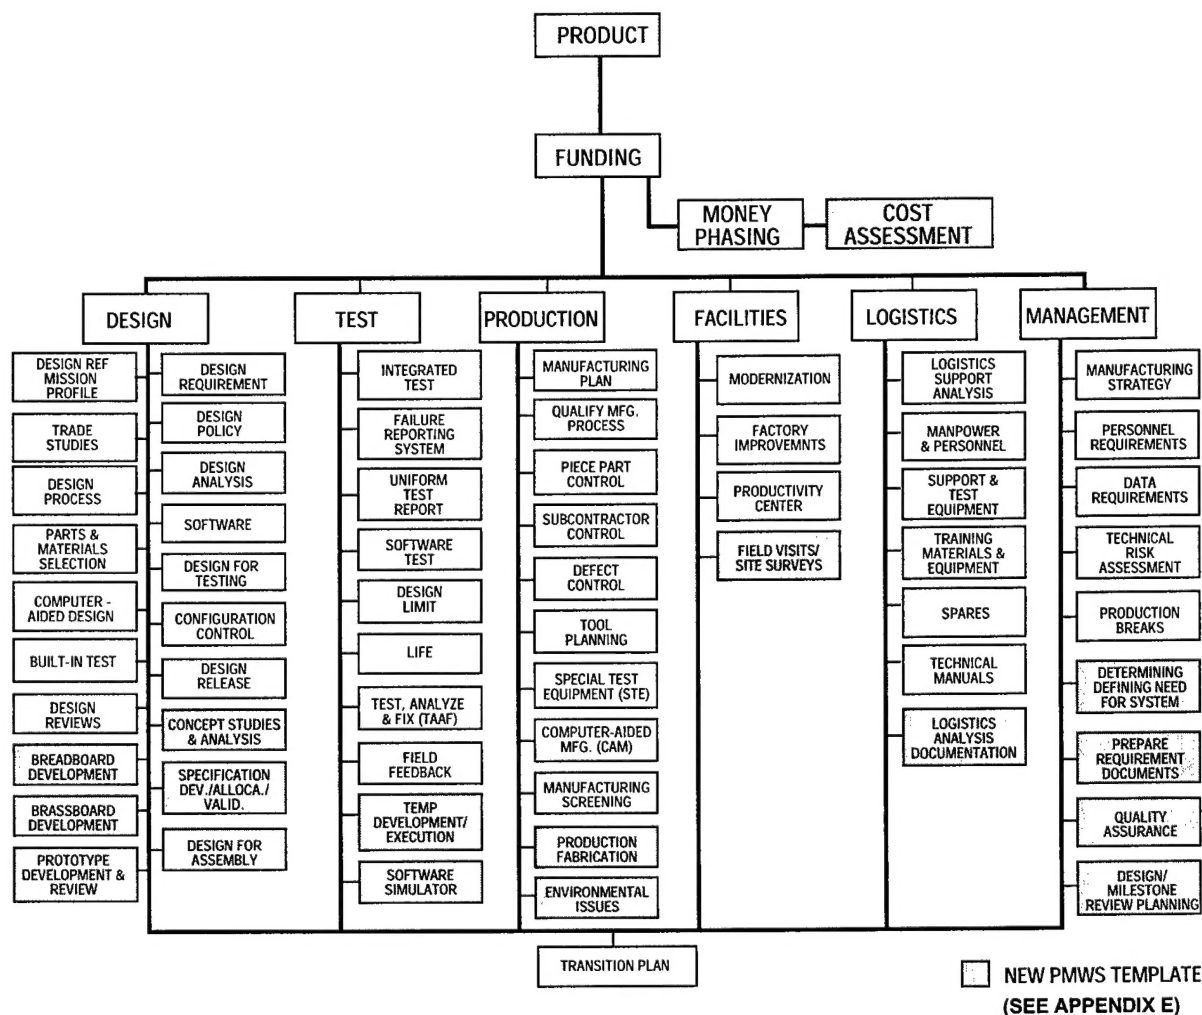 PRODUCT
FUNDING
MONEY
PHASING
COST
ASSESSMENT
DESIGN
TEST
PRODUCTION
FACILITIES
LOGISTICS
MANAGEMENT
DESIGN REF
MISSION
PROFILE
TRADE
STUDIES
DESIGN
PROCESS
PARTS &
MATERIALS
SELECTION
COMPUTER -
AIDED DESIGN
BUILT-IN TEST
DESIGN
REVIEWS
BREADBOARD
DEVELOPMENT
BRASSBOARD
DEVELOPMENT
PROTOTYPE
DEVELOPMENT &
REVIEW
DESIGN
REQUIREMENT
DESIGN
POLICY
DESIGN
ANALYSIS
SOFTWARE
DESIGN FOR
TESTING
CONFIGURATION
CONTROL
DESIGN
RELEASE
CONCEPT STUDIES
& ANALYSIS
SPECIFICATION
DEV./ALLOCA./
VALID.
DESIGN FOR
ASSEMBLY
INTEGRATED
TEST
FAILURE
REPORTING
SYSTEM
UNIFORM
TEST
REPORT
SOFTWARE
TEST
DESIGN
LIMIT
LIFE
TEST, ANALYZE
& FIX (TAAF)
FIELD
FEEDBACK
TEMP
DEVELOPMENT/
EXECUTION
SOFTWARE
SIMULATOR
MANUFACTURING
PLAN
QUALIFY MFG.
PROCESS
PIECE PART
CONTROL
SUBCONTRACTOR
CONTROL
DEFECT
CONTROL
TOOL
PLANNING
SPECIAL TEST
EQUIPMENT (STE)
COMPUTER-AIDED
MFG. (CAM)
MANUFACTURING
SCREENING
PRODUCTION
FABRICATION
ENVIRONMENTAL
ISSUES
MODERNIZATION
FACTORY
IMPROVEMNTS
PRODUCTIVITY
CENTER
FIELD VISITS/
SITE SURVEYS
LOGISTICS
SUPPORT
ANALYSIS
MANPOWER
& PERSONNEL
SUPPORT &
TEST
EQUIPMENT
TRAINING
MATERIALS &
EQUIPMENT
SPARES
TECHNICAL
MANUALS
LOGISTICS
ANALYSIS
DOCUMENTATION
MANUFACTURING
STRATEGY
PERSONNEL
REQUIREMENTS
DATA
REQUIREMENTS
TECHNICAL
RISK
ASSESSMENT
PRODUCTION
BREAKS
DETERMINING
DEFINING NEED
FOR SYSTEM
PREPARE
REQUIREMENT
DOCUMENTS
QUALITY
ASSURANCE
DESIGN/
MILESTONE
REVIEW PLANNING
TRANSITION PLAN
NEW PMWS TEMPLATE
(SEE APPENDIX E)